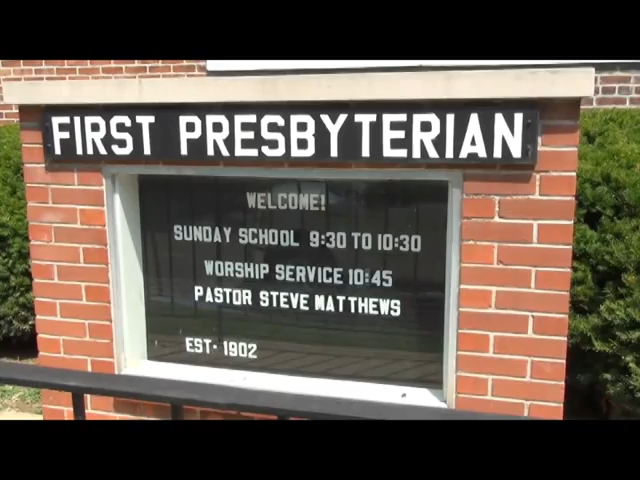 FIRST PRESBYTERIAN
WELCOME!
SUNDAY SCHOOL 9:30 TO 10:30
WORSHIP SERVICE 10:45
PASTOR STEVE MATTHEWS
EST- 1902